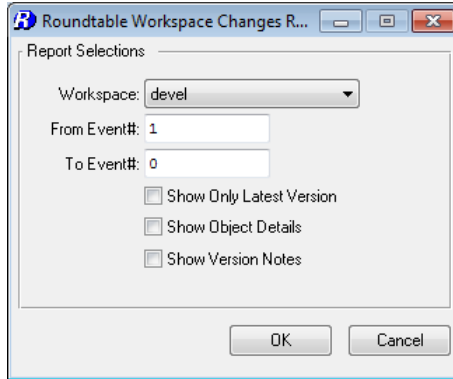 Roundtable Workspace Changes R...
Report Selections
Workspace: devel
From Event#: 1
To Event#: 0
Show Only Latest Version
Show Object Details
Show Version Notes
OK Cancel